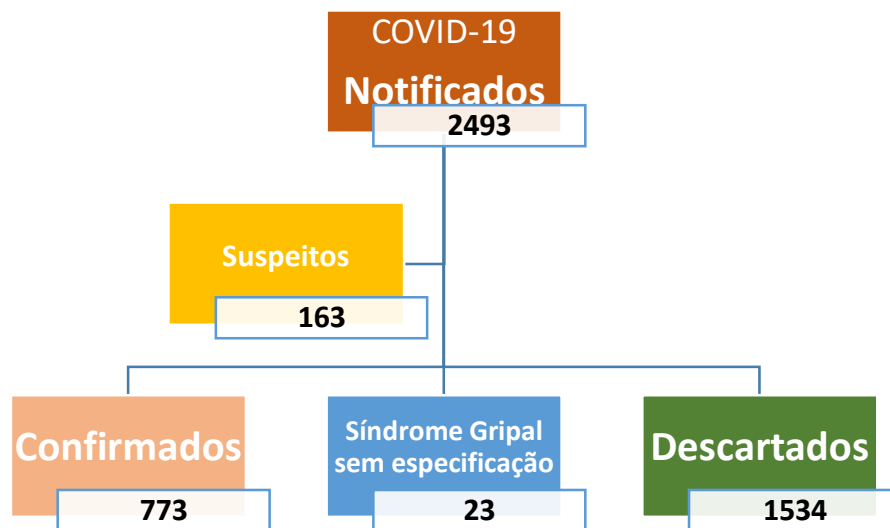 COVID-19
Notificados
2493
Suspeitos
163
Confirmados
773
Síndrome Gripal
sem especificação
23
Descartados
1534